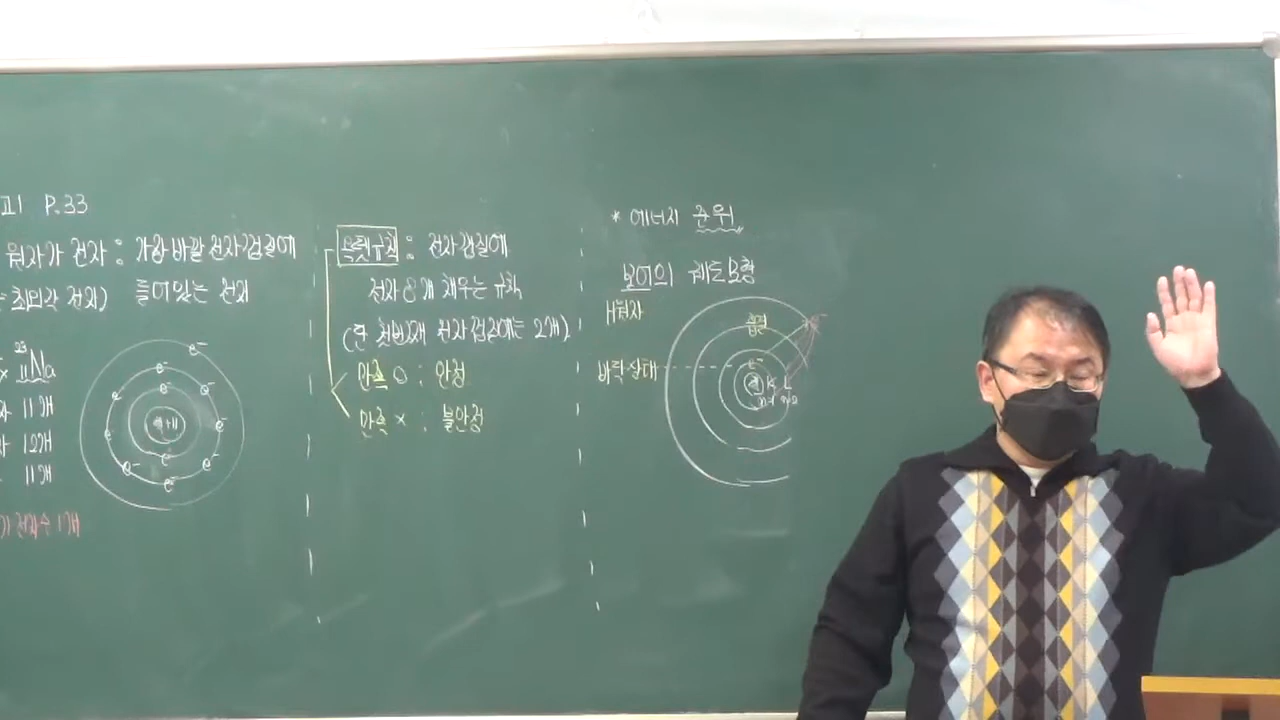 P.33
원자가 전자 : 가장 바깥 전자 껍질에
최외각 전자) 들어있는 전자
23
11Na
e⁻
e⁻
e⁻
e⁻
e⁻
e⁻
e⁻
e⁻
+11
11개
12개
11개
전자수 1개
옥텟규칙 : 전자 껍질에
전자 8개 채우는 규칙
(단 첫번째 전자 껍질에는 2개)
만족 ○ : 안정
만족 × : 불안정
* 에너지 준위
보어의 궤도모형
H원자
바닥상태
e⁻
핵 K L
n=1 n=2